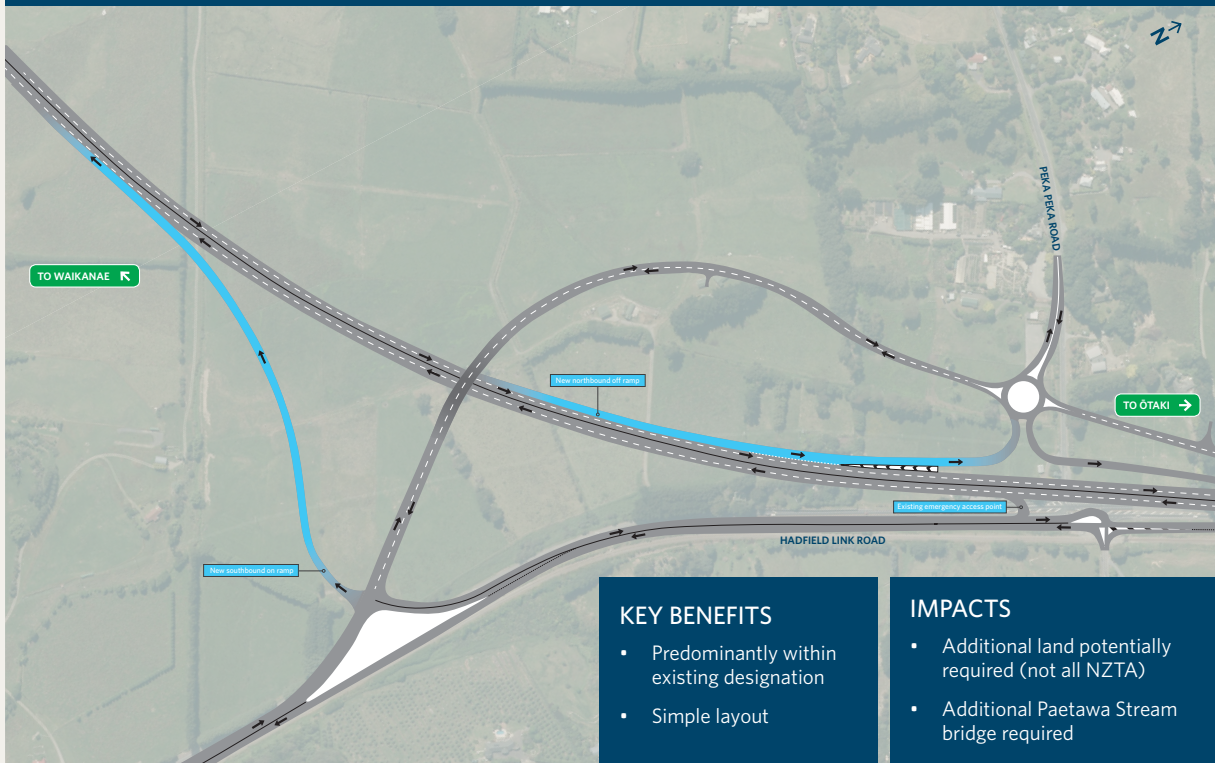 N
PEKA PEKA ROAD
TO WAIKANAE
New northbound off ramp
TO ŌTAKI
Existing emergency access point
HADFIELD LINK ROAD
New southbound on ramp
KEY BENEFITS
• Predominantly within
existing designation
• Simple layout
IMPACTS
• Additional land potentially
required (not all NZTA)
• Additional Paetawa Stream
bridge required